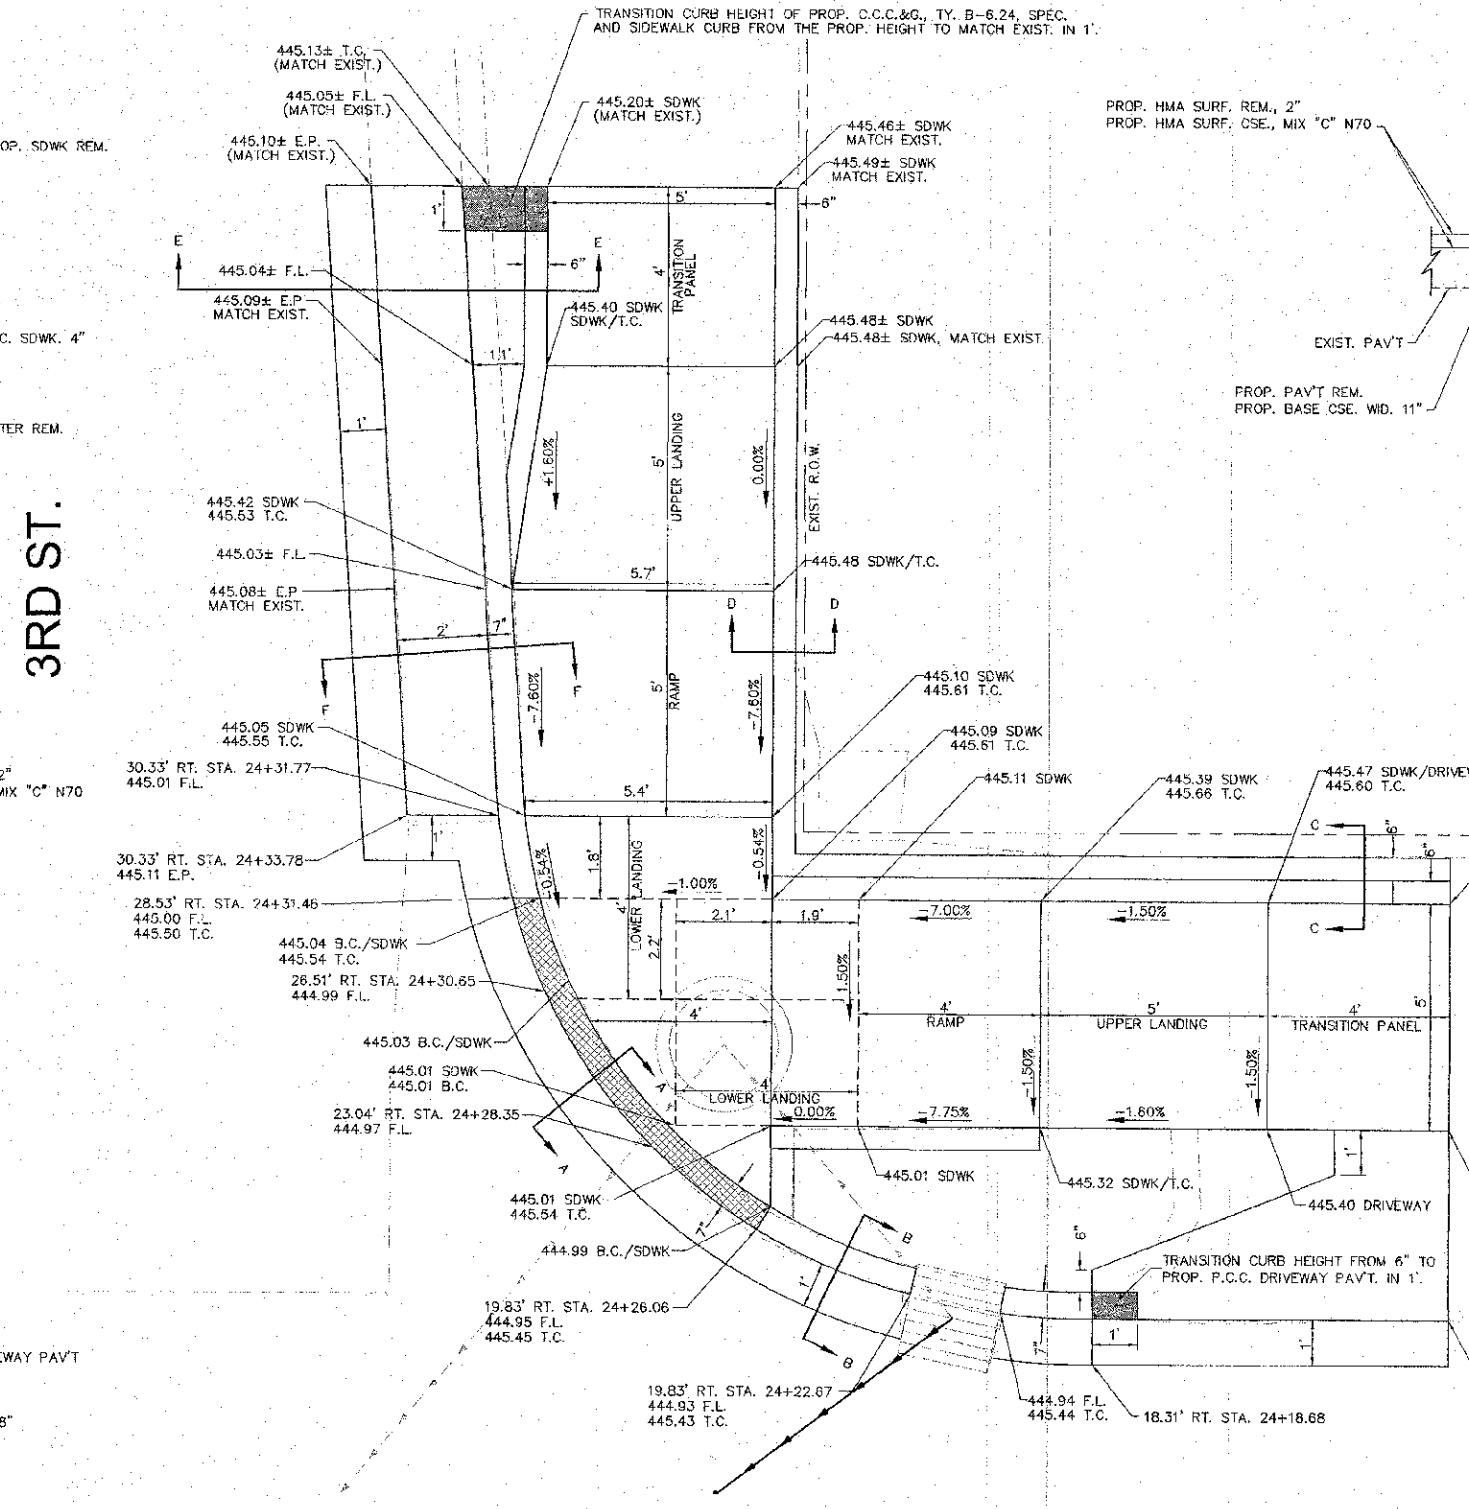 TRANSITION CURB HEIGHT OF PROP. C.C.C.&G., TY. B-6.24, SPEC.
AND SIDEWALK CURB FROM THE PROP. HEIGHT TO MATCH EXIST. IN 1'.
445.13± T.C.
(MATCH EXIST.)
445.05± F.L.
(MATCH EXIST.)
445.20± SDWK
(MATCH EXIST.)
445.10± E.P.
(MATCH EXIST.)
OP. SDWK REM.
445.46± SDWK
MATCH EXIST.
445.49± SDWK
MATCH EXIST.
PROP. HMA SURF. REM., 2"
PROP. HMA SURF. CSE., MIX "C" N70
1'
5'
6"
E
E
6"
4'
TRANSITION
PANEL
445.04± F.L.
445.09± E.P.
MATCH EXIST.
445.40 SDWK
SDWK/T.C.
445.48± SDWK
445.48± SDWK, MATCH EXIST.
C. SDWK. 4"
1.1'
EXIST. PAV'T
PROP. PAV'T REM.
PROP. BASE CSE. WID. 11"
TER REM.
1'
+1.60%
5'
UPPER LANDING
0.00%
EXIST. R.O.W.
3RD ST.
445.42 SDWK
445.53 T.C.
445.03± F.L.
445.08± E.P.
MATCH EXIST.
5.7'
445.48 SDWK/T.C.
D
D
2'
7"
F
F
-7.60%
5'
RAMP
-7.60%
445.10 SDWK
445.61 T.C.
445.05 SDWK
445.55 T.C.
445.09 SDWK
445.61 T.C.
30.33' RT. STA. 24+31.77
445.01 F.L.
2"
MIX "C" N70
445.11 SDWK
445.39 SDWK
445.66 T.C.
445.47 SDWK/DRIVEW
445.60 T.C.
5.4'
C
C
6"
6"
1'
1.8'
-0.54%
-0.54%
30.33' RT. STA. 24+33.78
445.11 E.P.
28.53' RT. STA. 24+31.46
445.00 F.L.
445.50 T.C.
LOWER LANDING
4'
-1.00%
2.1'
1.9'
2.2'
-7.00%
-1.50%
445.04 B.C./SDWK
445.54 T.C.
26.51' RT. STA. 24+30.65
444.99 F.L.
1.50%
4'
4'
RAMP
5'
UPPER LANDING
4'
TRANSITION PANEL
5'
445.03 B.C./SDWK
445.01 SDWK
445.01 B.C.
A
A
4'
LOWER LANDING
0.00%
-1.50%
-1.50%
-7.75%
-1.60%
23.04' RT. STA. 24+28.35
444.97 F.L.
1'
445.01 SDWK
445.54 T.C.
445.01 SDWK
445.32 SDWK/T.C.
445.40 DRIVEWAY
444.99 B.C./SDWK
7"
B
B
1'
6"
TRANSITION CURB HEIGHT FROM 6" TO
PROP. P.C.C. DRIVEWAY PAV'T. IN 1'.
19.83' RT. STA. 24+26.06
444.95 F.L.
445.45 T.C.
1'
7"
1'
EWAY PAV'T
19.83' RT. STA. 24+22.67
444.93 F.L.
445.43 T.C.
444.94 F.L.
445.44 T.C.
18.31' RT. STA. 24+18.68
8"